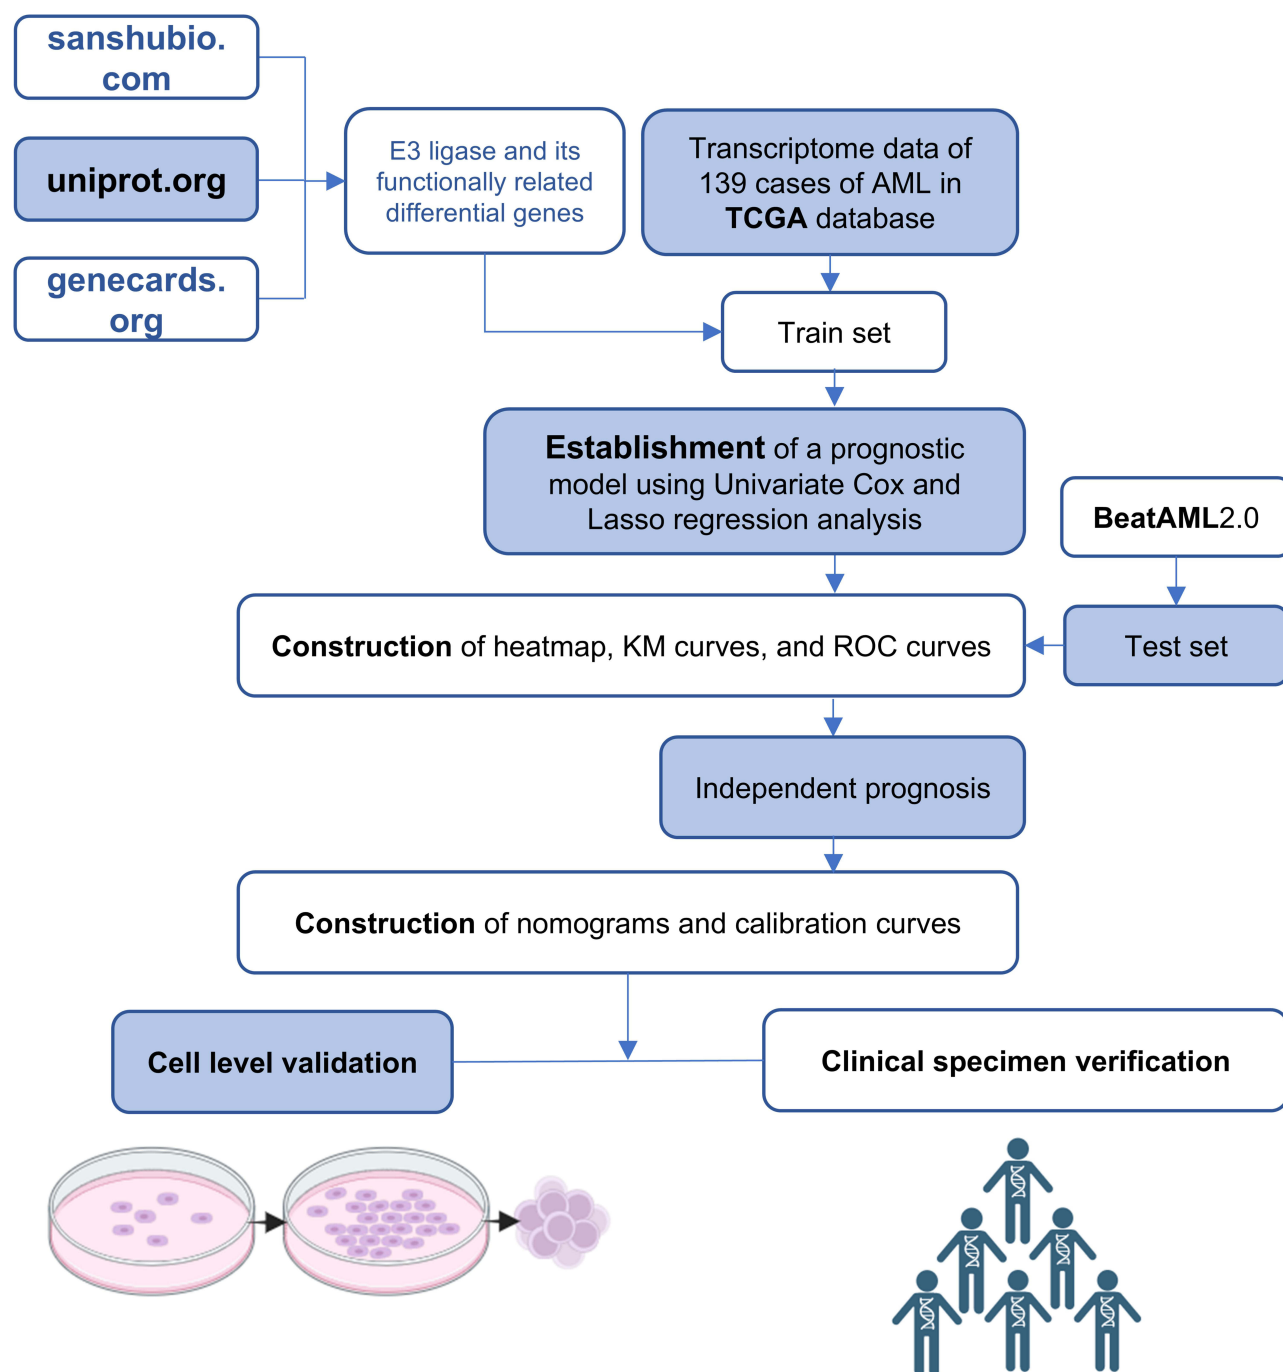 sanshubio.
com
uniprot.org
genecards.
org
E3 ligase and its
functionally related
differential genes
Transcriptome data of
139 cases of AML in
TCGA database
Train set
Establishment of a prognostic
model using Univariate Cox and
Lasso regression analysis
BeatAML2.0
Test set
Construction of heatmap, KM curves, and ROC curves
Independent prognosis
Construction of nomograms and calibration curves
Cell level validation
Clinical specimen verification